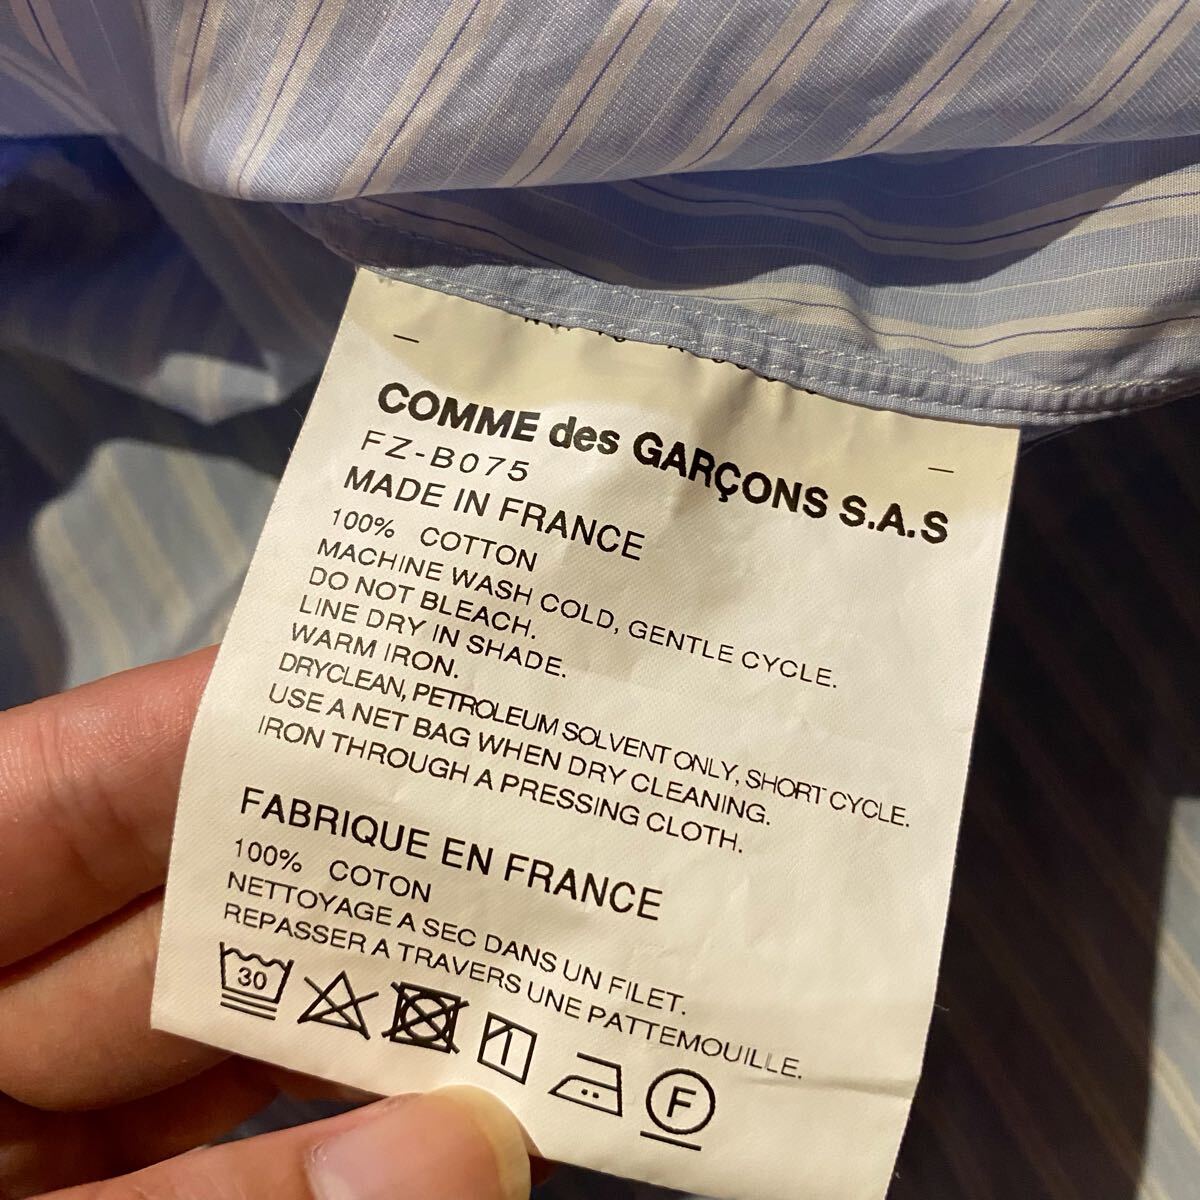 COMME des GARÇONS S.A.S
FZ-B075
MADE IN FRANCE
100% COTTON
MACHINE WASH COLD, GENTLE CYCLE.
DO NOT BLEACH.
LINE DRY IN SHADE.
WARM IRON.
DRYCLEAN, PETROLEUM SOLVENT ONLY, SHORT CYCLE.
USE A NET BAG WHEN DRY CLEANING.
IRON THROUGH A PRESSING CLOTH.
FABRIQUE EN FRANCE
100% COTON
NETTOYAGE A SEC DANS UN FILET.
REPASSER A TRAVERS UNE PATTEMOUILLE.
30
F